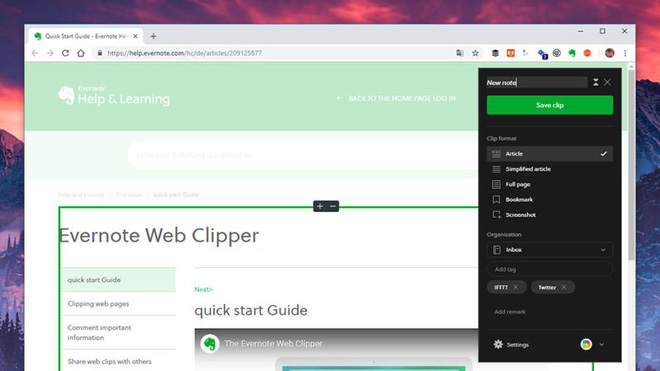 Quick Start Guide - Evernote He
https://help.evernote.com/hc/de/articles/209125877
Evernote
Help & Learning
← BACK TO THE HOME PAGE LOG IN
Help and learning
quick start Guide
Evernote Web Clipper
quick start Guide
Clipping web pages
Comment important
information
Share web clips with others
Next>
quick start Guide
The Evernote Web Clipper
New note
Save clip
Clip format
Article
Simplified article
Full page
Bookmark
Screenshot
Organization
Inbox
Add tag
IFTTT
Twitter
Add remark
Settings